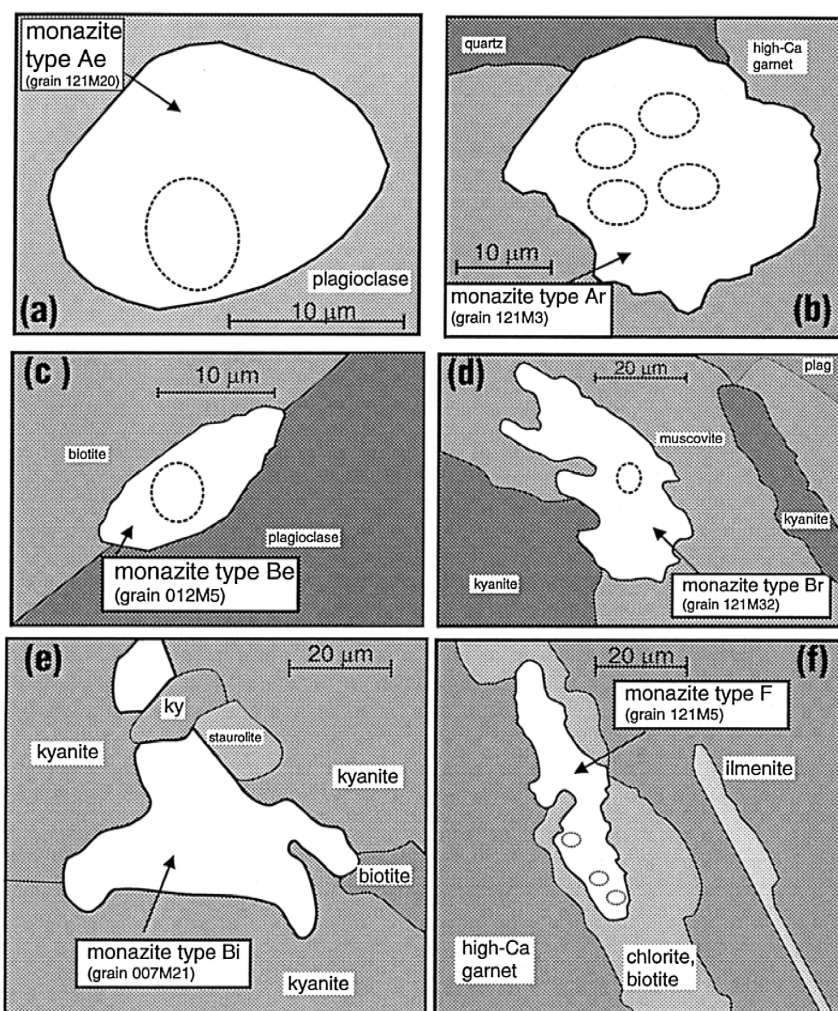 monazite
type Ae
(grain 121M20)
plagioclase
10 μm
(a)
quartz
high-Ca
garnet
10 μm
monazite type Ar
(grain 121M3)
(b)
(c )
10 μm
biotite
plagioclase
monazite type Be
(grain 012M5)
(d)
20 μm
plag
muscovite
kyanite
kyanite
monazite type Br
(grain 121M32)
(e)
20 μm
ky
staurolite
kyanite
kyanite
biotite
monazite type Bi
(grain 007M21)
kyanite
20 μm
(f)
monazite type F
(grain 121M5)
ilmenite
high-Ca
garnet
chlorite,
biotite